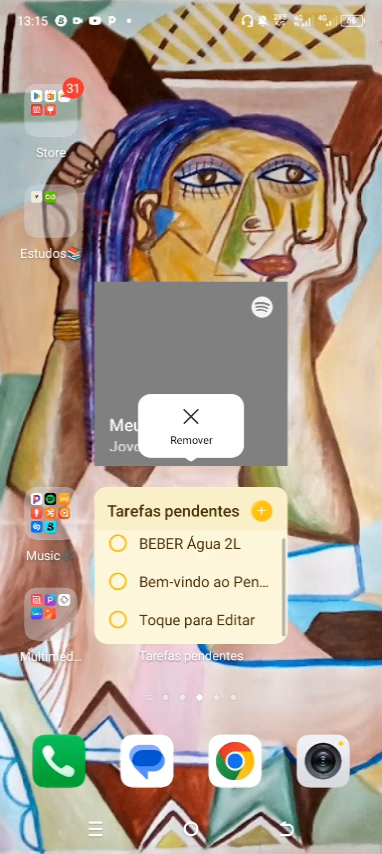 13:15
31
Store
Estudos📚
Meu
Jovo
Remover
Tarefas pendentes
BEBER Água 2L
Bem-vindo ao Pen...
Toque para Editar
Music
Multimed...
Tarefas pendentes